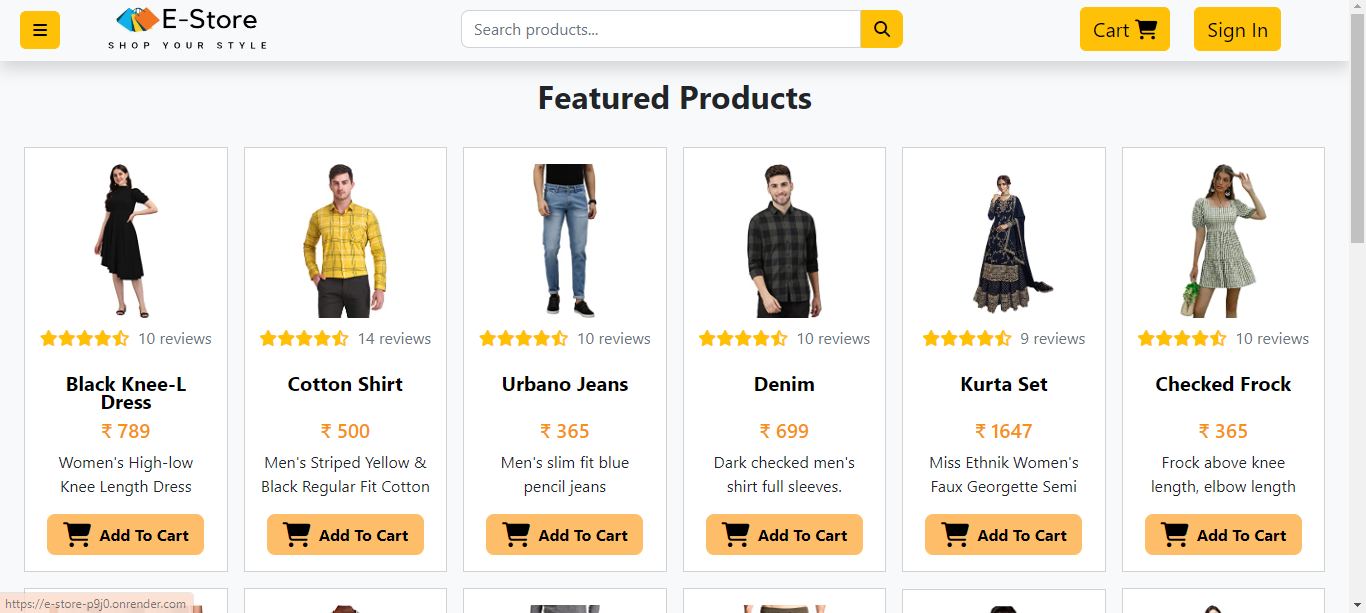 E-Store
SHOP YOUR STYLE
Search products...
Cart
Sign In
Featured Products
10 reviews
14 reviews
10 reviews
10 reviews
9 reviews
10 reviews
Black Knee-L
Dress
Cotton Shirt
Urbano Jeans
Denim
Kurta Set
Checked Frock
₹ 789
₹ 500
₹ 365
₹ 699
₹ 1647
₹ 365
Women's High-low
Knee Length Dress
Men's Striped Yellow &
Black Regular Fit Cotton
Men's slim fit blue
pencil jeans
Dark checked men's
shirt full sleeves.
Miss Ethnik Women's
Faux Georgette Semi
Frock above knee
length, elbow length
Add To Cart
Add To Cart
Add To Cart
Add To Cart
Add To Cart
Add To Cart
https://e-store-p9j0.onrender.com